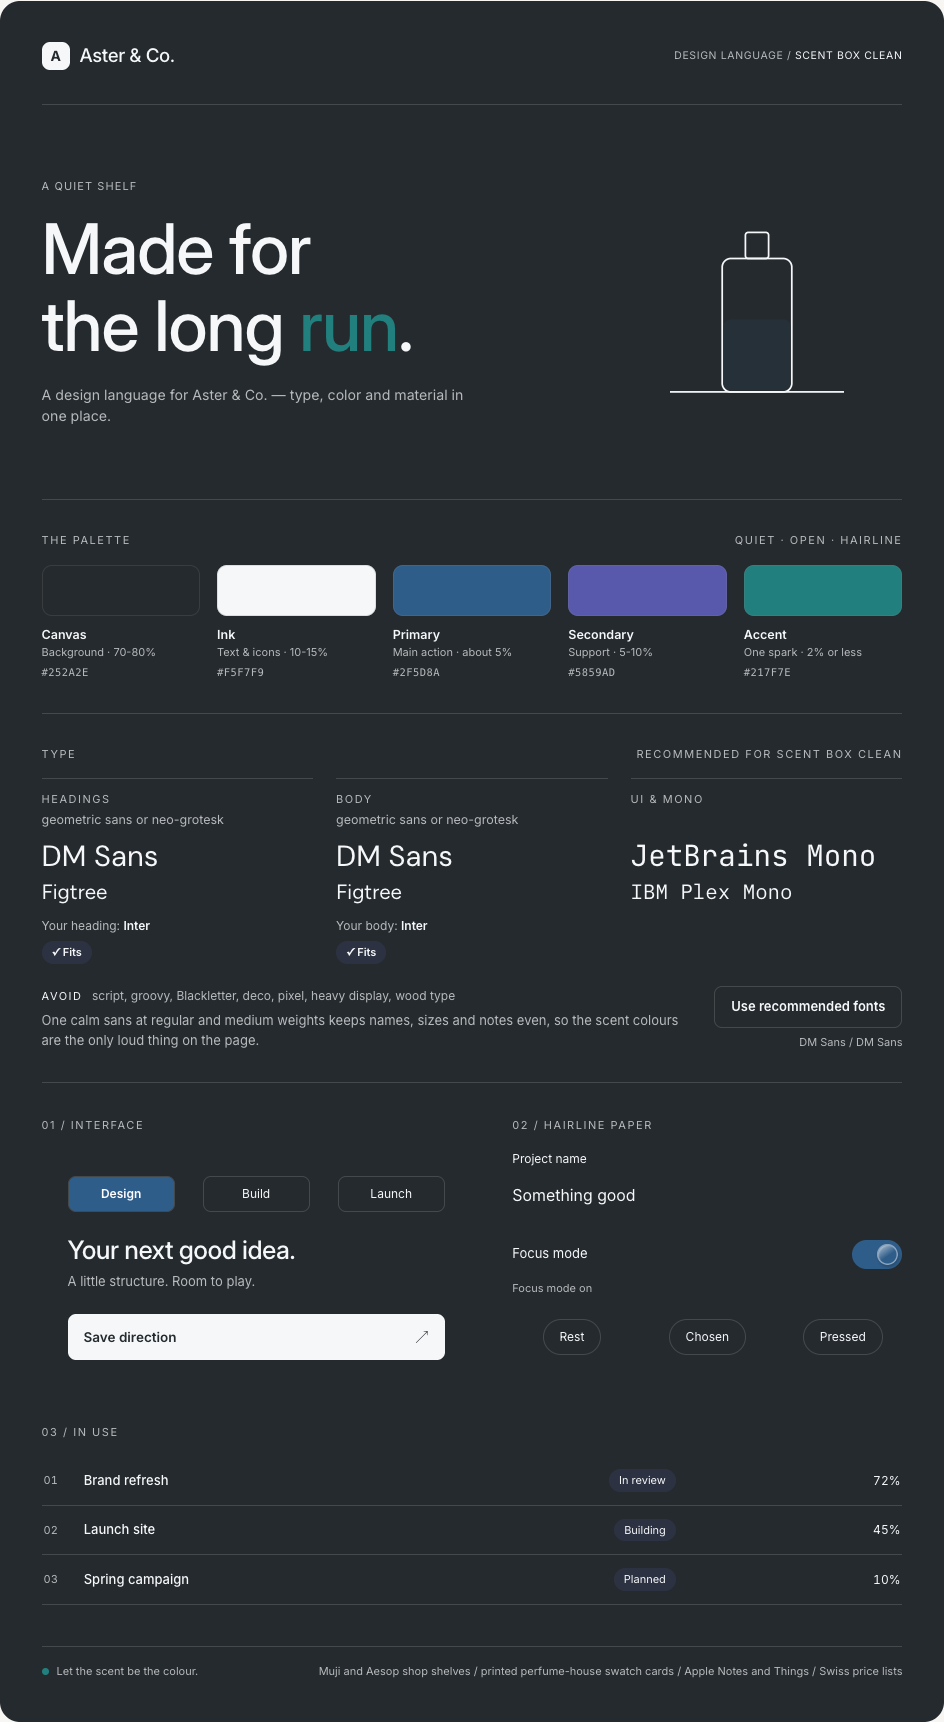 A Aster & Co.
DESIGN LANGUAGE / SCENT BOX CLEAN
A QUIET SHELF
Made for
the long run.
A design language for Aster & Co. — type, color and material in
one place.
THE PALETTE
QUIET · OPEN · HAIRLINE
Canvas
Background · 70-80%
#252A2E
Ink
Text & icons · 10-15%
#F5F7F9
Primary
Main action · about 5%
#2F5D8A
Secondary
Support · 5-10%
#5859AD
Accent
One spark · 2% or less
#217F7E
TYPE
RECOMMENDED FOR SCENT BOX CLEAN
HEADINGS
geometric sans or neo-grotesk
DM Sans
Figtree
Your heading: Inter
✓ Fits
BODY
geometric sans or neo-grotesk
DM Sans
Figtree
Your body: Inter
✓ Fits
UI & MONO
JetBrains Mono
IBM Plex Mono
AVOID script, groovy, Blackletter, deco, pixel, heavy display, wood type
One calm sans at regular and medium weights keeps names, sizes and notes even, so the scent colours
are the only loud thing on the page.
Use recommended fonts
DM Sans / DM Sans
01 / INTERFACE
Design
Build
Launch
Your next good idea.
A little structure. Room to play.
Save direction
02 / HAIRLINE PAPER
Project name
Something good
Focus mode
Focus mode on
Rest
Chosen
Pressed
03 / IN USE
01 Brand refresh In review 72%
02 Launch site Building 45%
03 Spring campaign Planned 10%
Let the scent be the colour.
Muji and Aesop shop shelves / printed perfume-house swatch cards / Apple Notes and Things / Swiss price lists